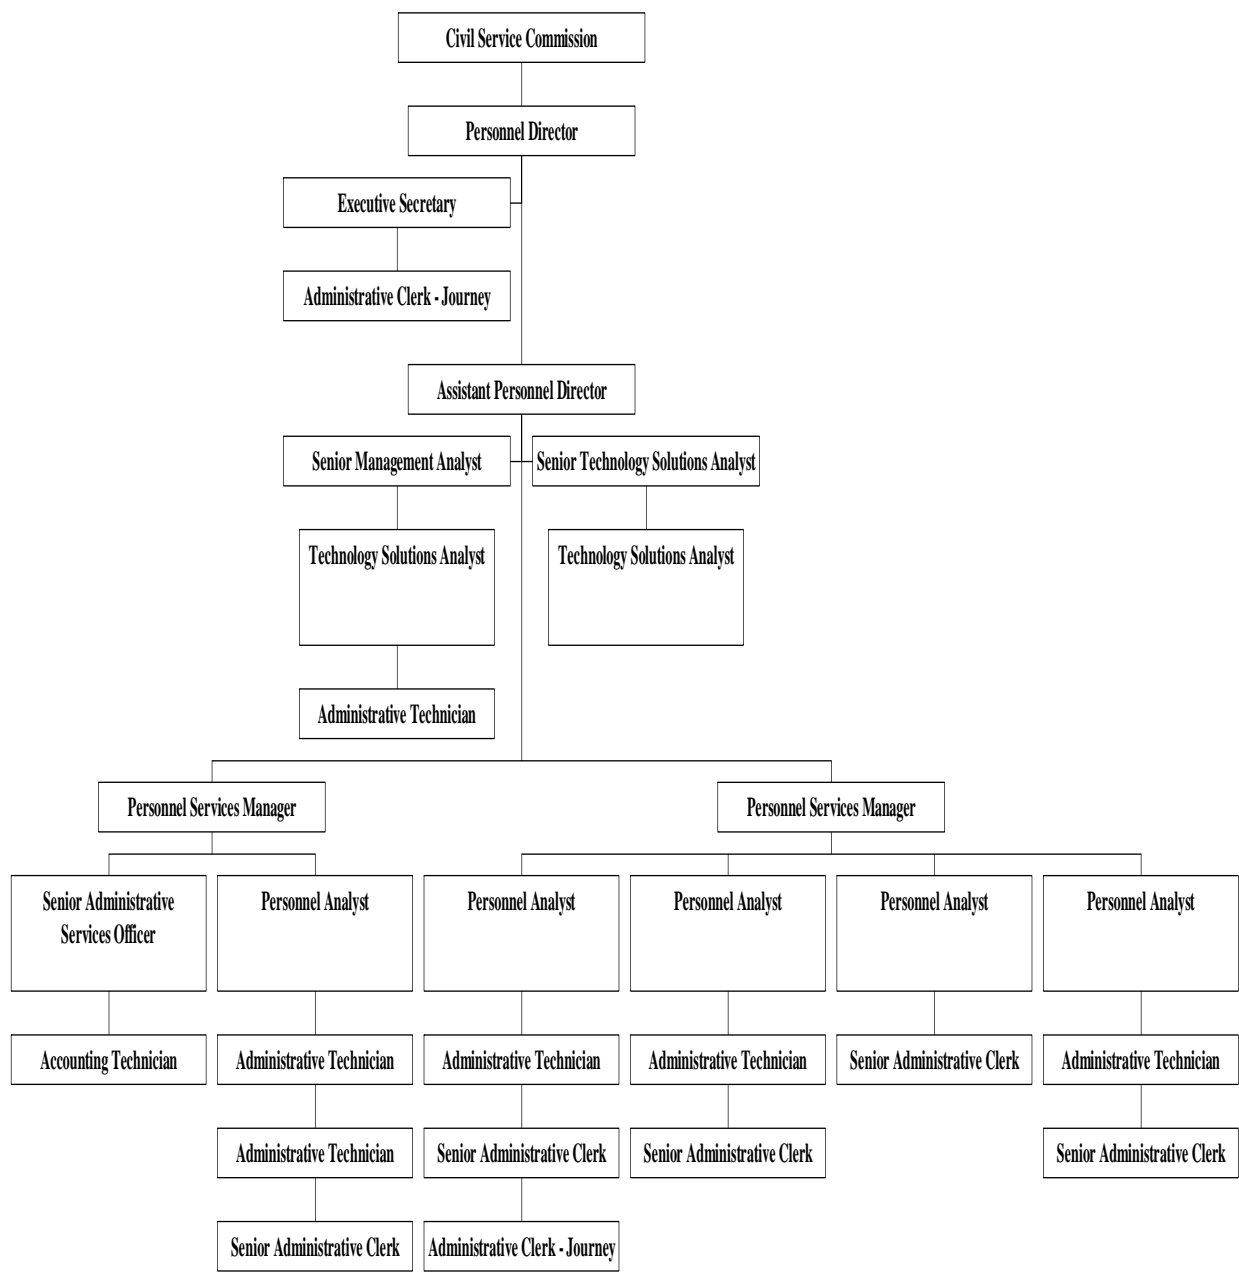 Civil Service Commission
Personnel Director
Executive Secretary
Administrative Clerk - Journey
Assistant Personnel Director
Senior Management Analyst
Senior Technology Solutions Analyst
Technology Solutions Analyst
Technology Solutions Analyst
Administrative Technician
Personnel Services Manager
Personnel Services Manager
Senior Administrative
Services Officer
Personnel Analyst
Personnel Analyst
Personnel Analyst
Personnel Analyst
Personnel Analyst
Accounting Technician
Administrative Technician
Administrative Technician
Administrative Technician
Senior Administrative Clerk
Administrative Technician
Administrative Technician
Senior Administrative Clerk
Senior Administrative Clerk
Senior Administrative Clerk
Senior Administrative Clerk
Administrative Clerk - Journey